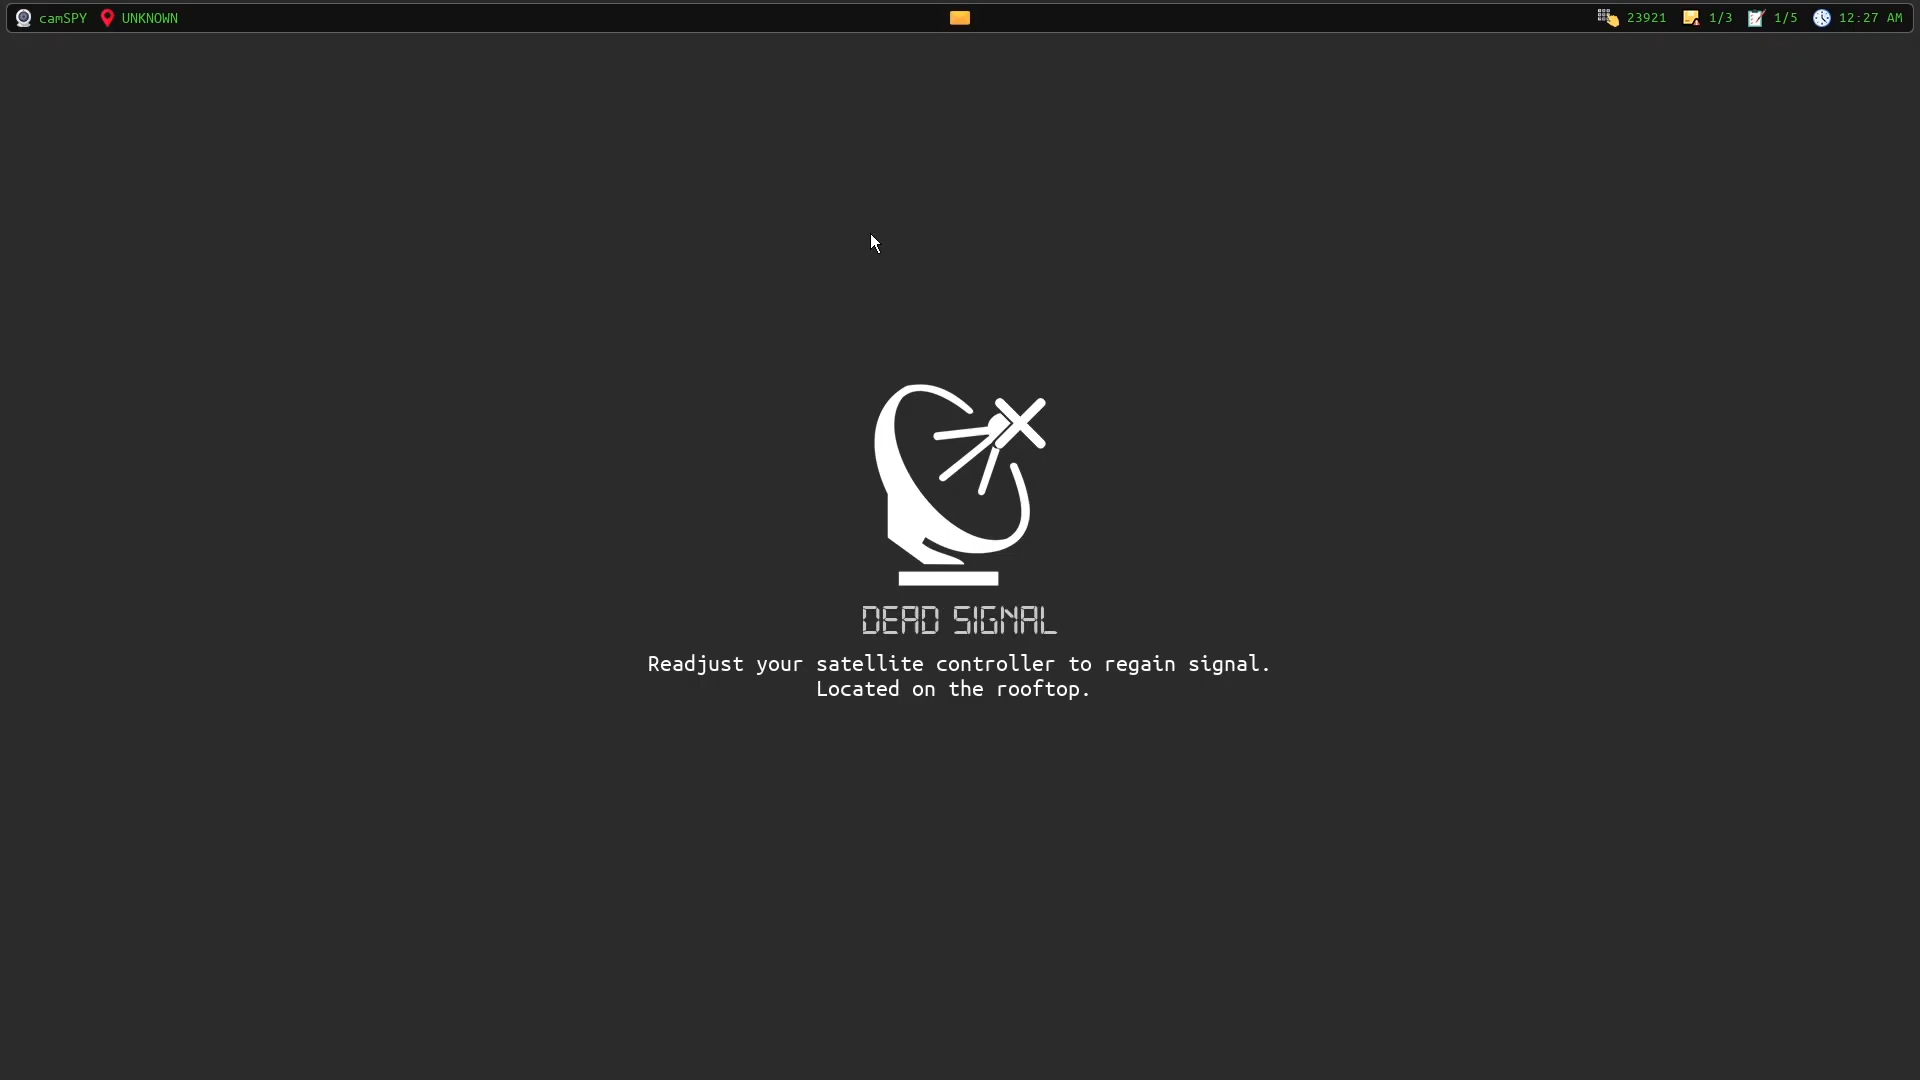 camSPY UNKNOWN 23921 1/3 1/5 12:27 AM
DEAD SIGNAL
Readjust your satellite controller to regain signal.
Located on the rooftop.